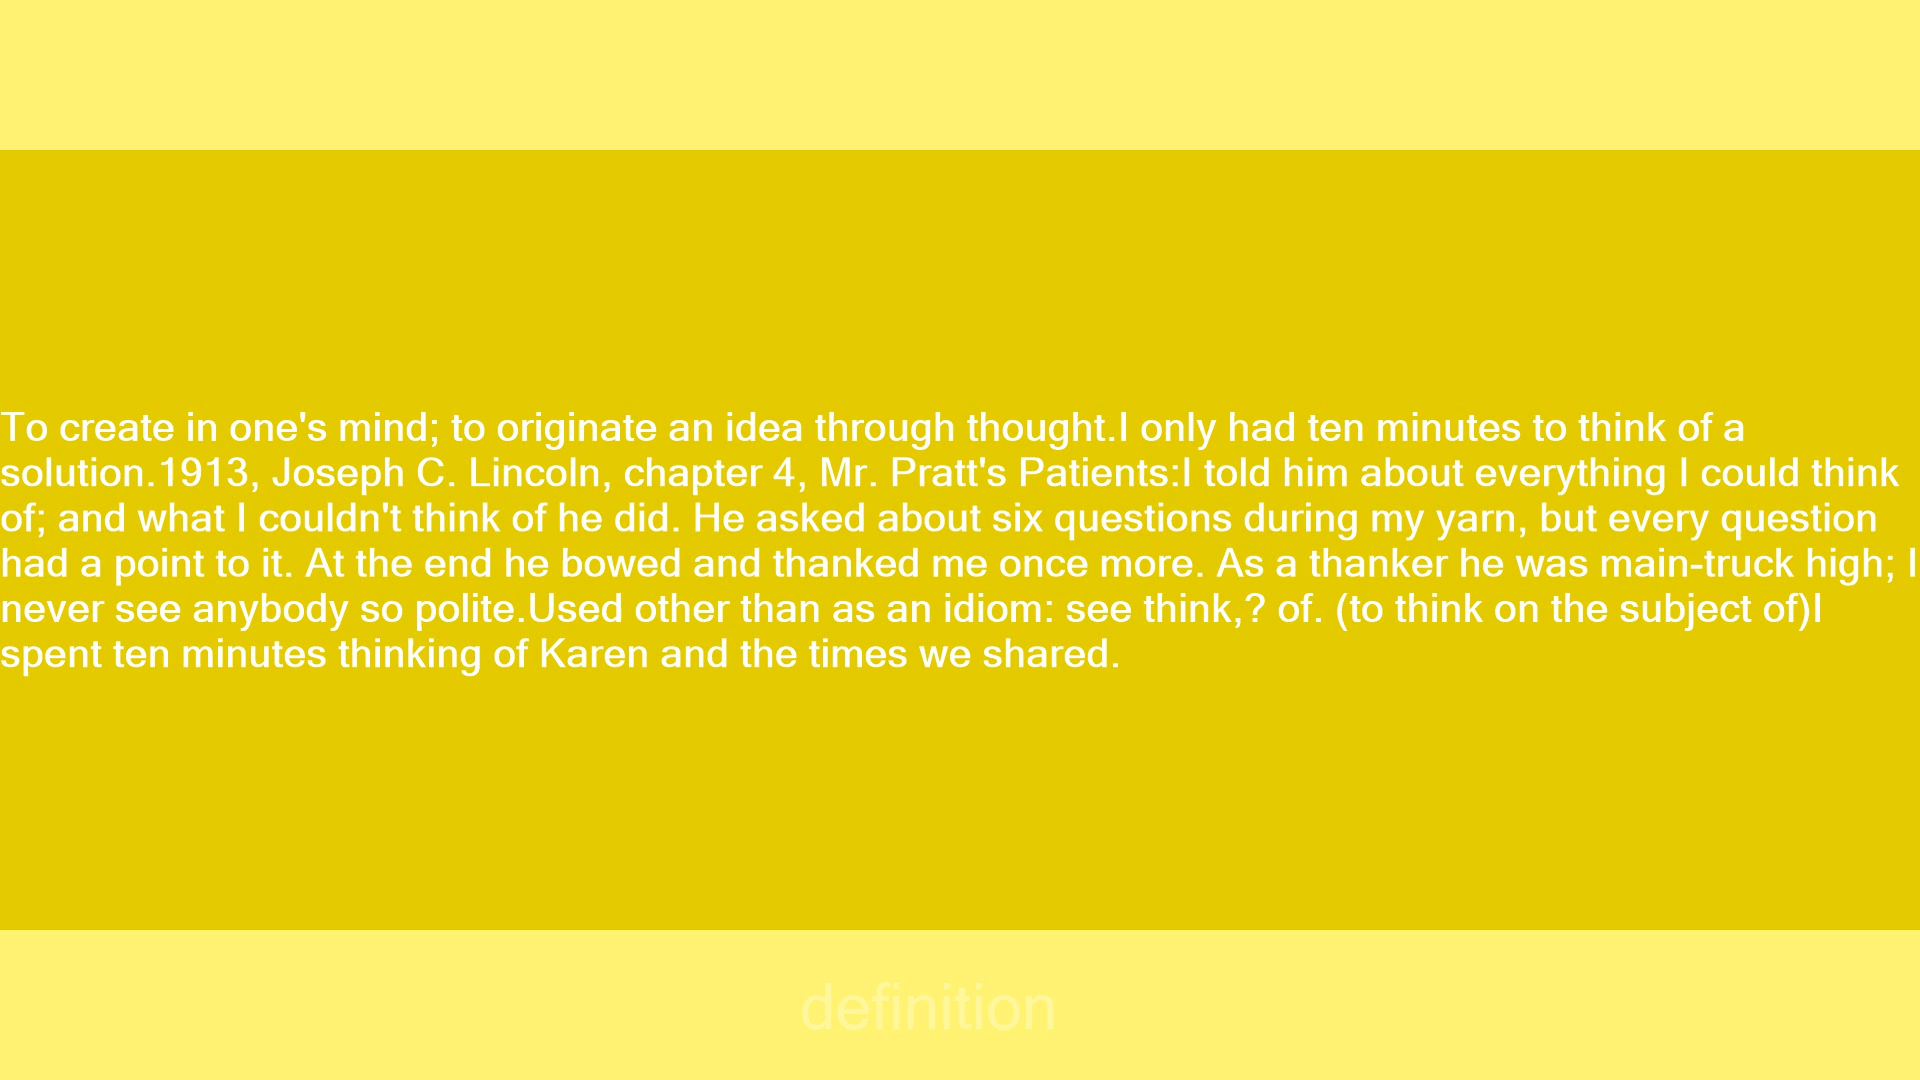 To create in one's mind; to originate an idea through thought.I only had ten minutes to think of a
solution.1913, Joseph C. Lincoln, chapter 4, Mr. Pratt's Patients:I told him about everything I could think
of; and what I couldn't think of he did. He asked about six questions during my yarn, but every question
had a point to it. At the end he bowed and thanked me once more. As a thanker he was main-truck high; I
never see anybody so polite.Used other than as an idiom: see think,? of. (to think on the subject of)I
spent ten minutes thinking of Karen and the times we shared.
definition